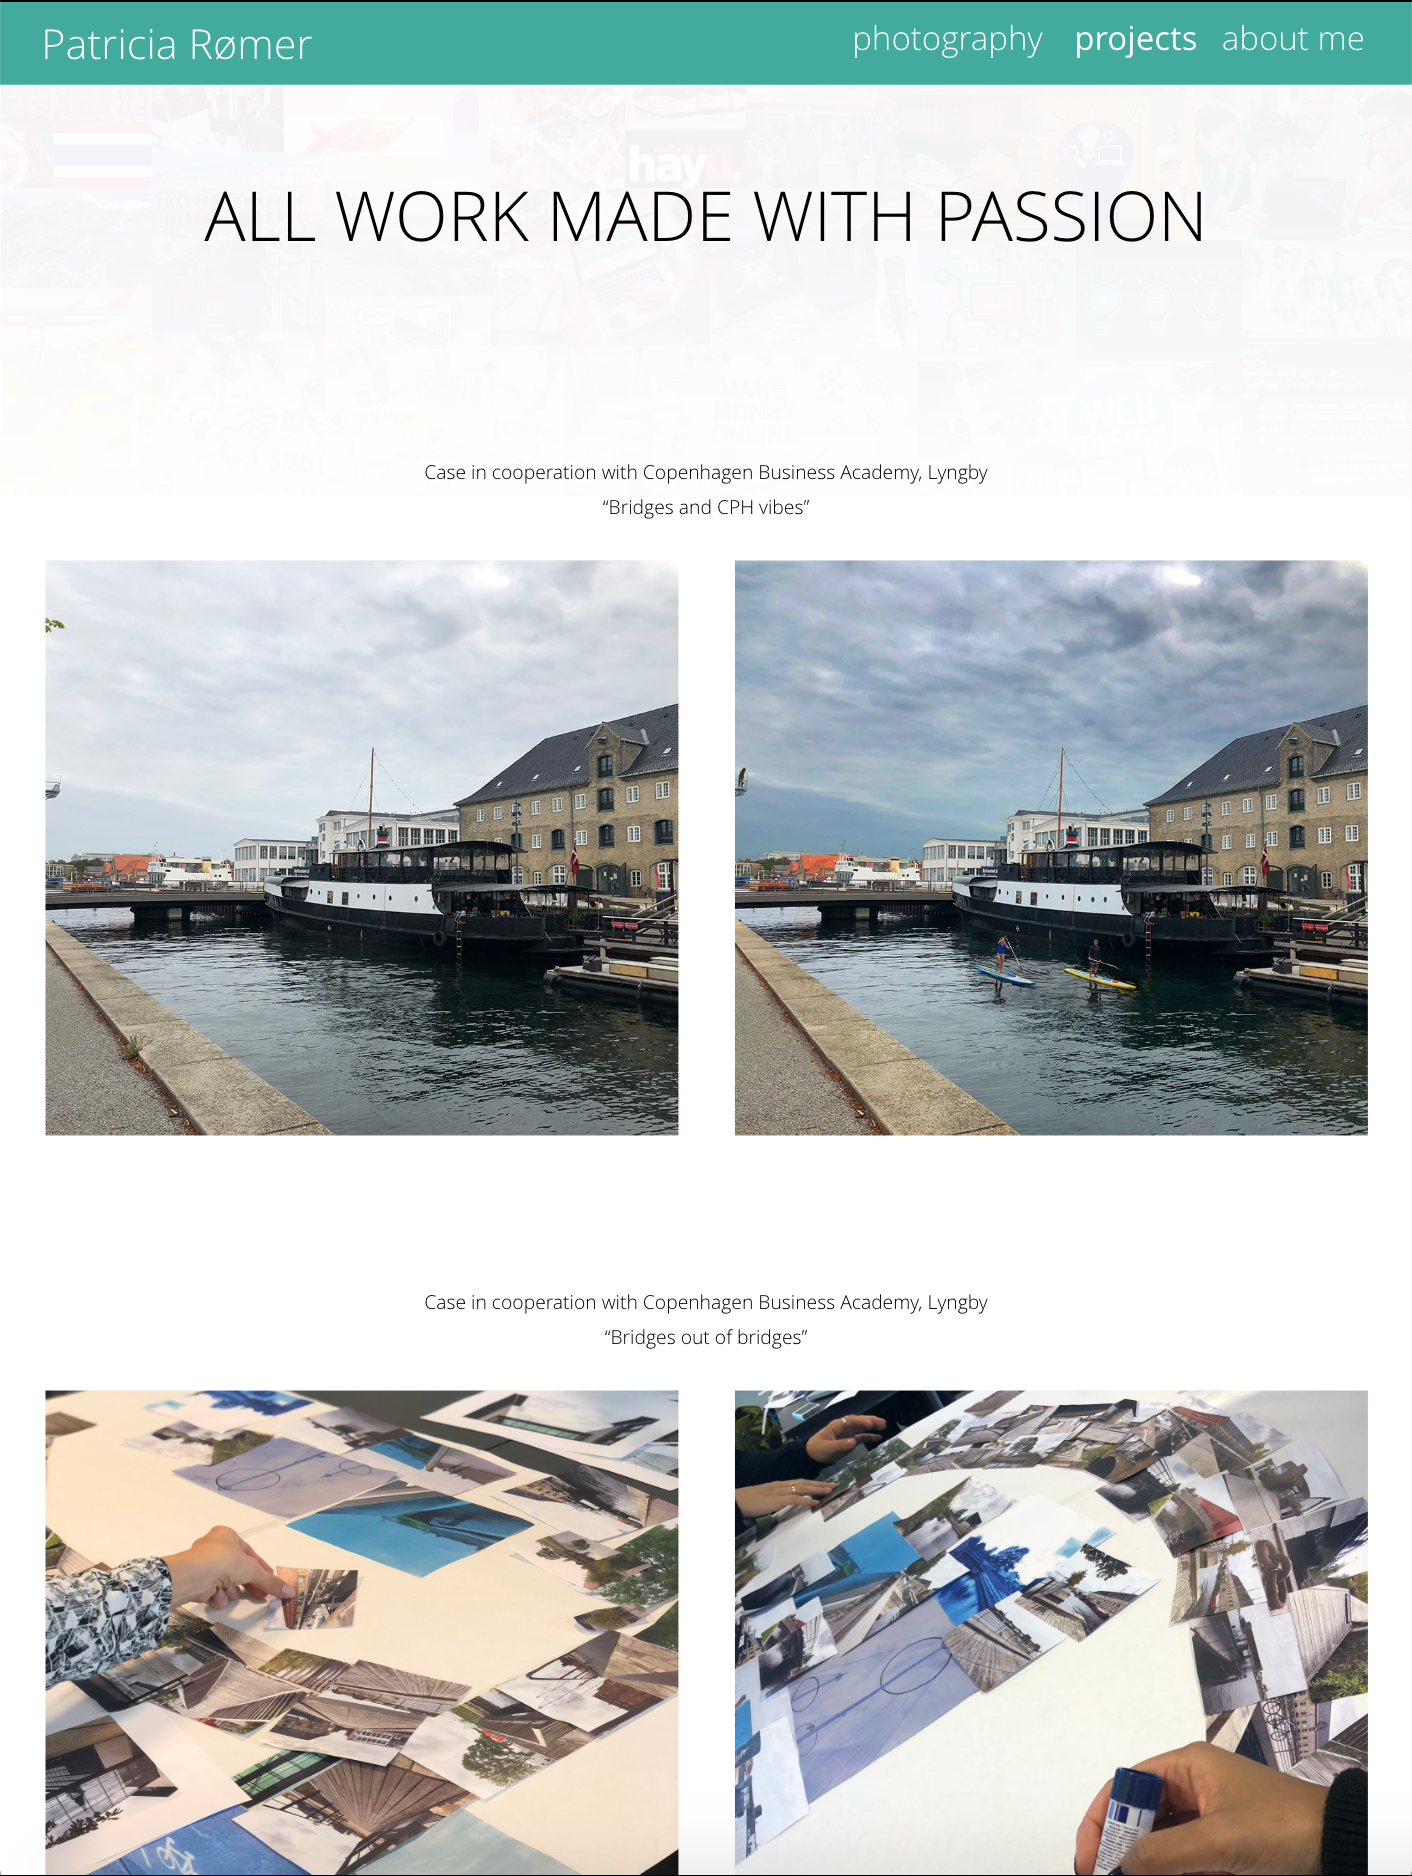 Patricia Rømer
photography projects about me
hayu.
ALL WORK MADE WITH PASSION
Case in cooperation with Copenhagen Business Academy, Lyngby
“Bridges and CPH vibes”
Case in cooperation with Copenhagen Business Academy, Lyngby
“Bridges out of bridges”